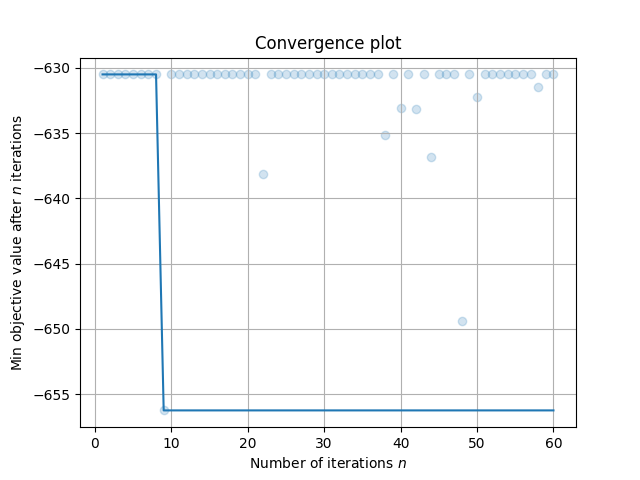 Convergence plot
Min objective value after n iterations
−630
−635
−640
−645
−650
−655
0 10 20 30 40 50 60
Number of iterations n